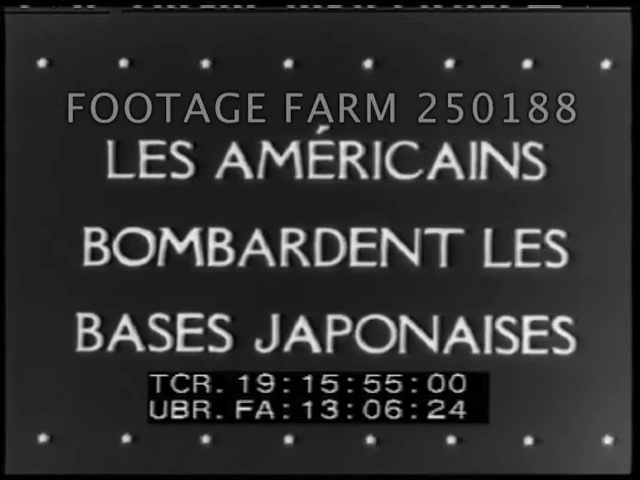 FOOTAGE FARM 250188
LES AMÉRICAINS
BOMBARDENT LES
BASES JAPONAISES
TCR. 19:15:55:00
UBR. FA:13:06:24